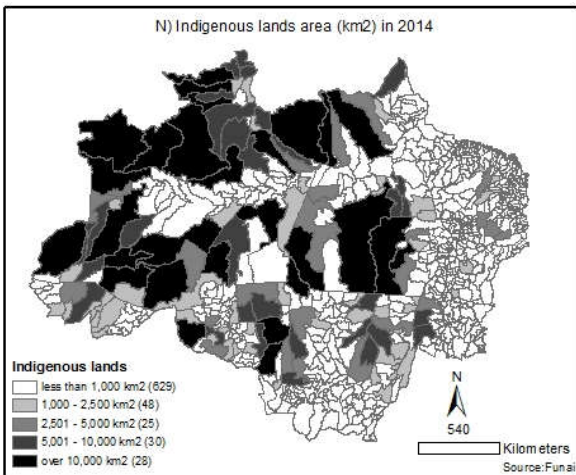 N) Indigenous lands area (km2) in 2014
Indigenous lands
less than 1,000 km2 (629)
1,000 - 2,500 km2 (48)
2,501 - 5,000 km2 (25)
5,001 - 10,000 km2 (30)
over 10,000 km2 (28)
N
540
Kilometers
Source:Funai